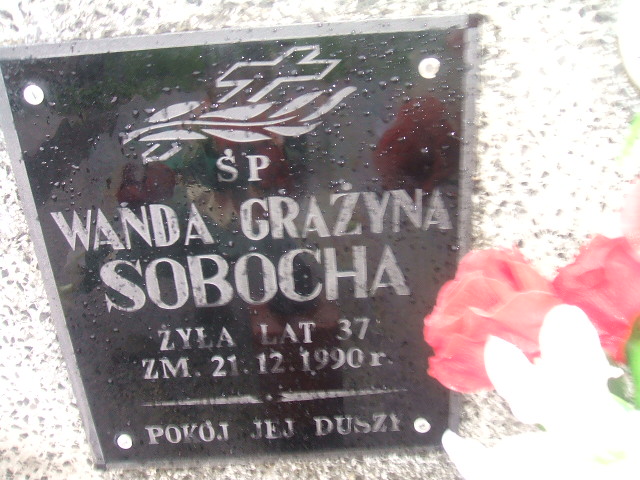 ŚP
WANDA GRAŻYNA
SOBOCHA
ŻYŁA LAT 37
ZM. 21.12.1990 r.
POKÓJ JEJ DUSZY